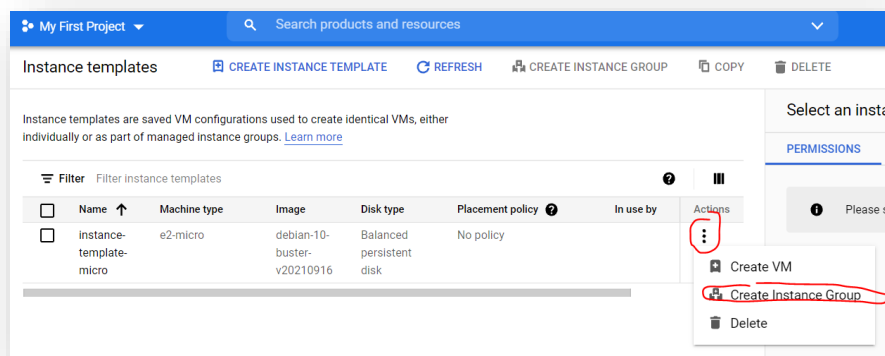 My First Project
Search products and resources
Instance templates
CREATE INSTANCE TEMPLATE
REFRESH
CREATE INSTANCE GROUP
COPY
DELETE
Instance templates are saved VM configurations used to create identical VMs, either
individually or as part of managed instance groups. Learn more
Select an insta
PERMISSIONS
Please s
Filter Filter instance templates
Name Machine type Image Disk type Placement policy In use by Actions
instance-
template-
micro
e2-micro
debian-10-
buster-
v20210916
Balanced
persistent
disk
No policy
Create VM
Create Instance Group
Delete